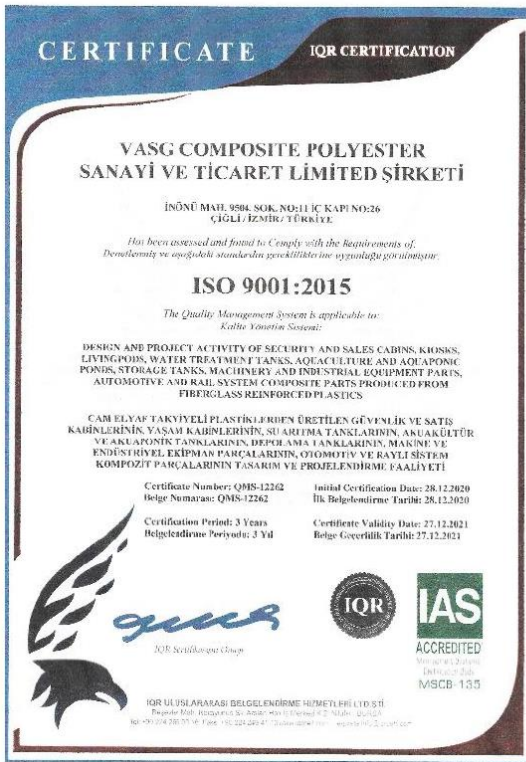 CERTIFICATE
IQR CERTIFICATION
VASG COMPOSITE POLYESTER
SANAYİ VE TİCARET LİMİTED ŞİRKETİ
İNÖNÜ MAH. 9504. SOK. NO:11 İÇ KAPI NO:26
ÇİĞLİ / İZMİR / TÜRKİYE
Has been assessed and found to Comply with the Requirements of.
Denetlenmiş ve aşağıdaki standardın gerekliliklerine uygunluğu görülmüştür.
ISO 9001:2015
The Quality Management System is applicable to:
Kalite Yönetim Sistemi:
DESIGN AND PROJECT ACTIVITY OF SECURITY AND SALES CABINS, KIOSKS,
LIVINGPODS, WATER TREATMENT TANKS, AQUACULTURE AND AQUAPONIC
PONDS, STORAGE TANKS, MACHINERY AND INDUSTRIAL EQUIPMENT PARTS,
AUTOMOTIVE AND RAIL SYSTEM COMPOSITE PARTS PRODUCED FROM
FIBERGLASS REINFORCED PLASTICS
CAM ELYAF TAKVİYELİ PLASTİKLERDEN ÜRETİLEN GÜVENLİK VE SATIŞ
KABİNLERİNİN, YAŞAM KABİNLERİNİN, SU ARITMA TANKLARININ, AKUAKÜLTÜR
VE AKUAPONİK TANKLARININ, DEPOLAMA TANKLARININ, MAKİNE VE
ENDÜSTRİYEL EKİPMAN PARÇALARININ, OTOMOTİV VE RAYLI SİSTEM
KOMPOZİT PARÇALARININ TASARIM VE PROJELENDİRME FAALİYETİ
Certificate Number: QMS-12262
Belge Numarası: QMS-12262
Initial Certification Date: 28.12.2020
İlk Belgelendirme Tarihi: 28.12.2020
Certification Period: 3 Years
Belgelendirme Periyodu: 3 Yıl
Certificate Validity Date: 27.12.2021
Belge Geçerlilik Tarihi: 27.12.2021
IQR Sertifikasyon Group
IQR
IAS
ACCREDITED
MSCB-135
IQR ULUSLARARASI BELGELENDİRME HİZMETLERİ LTD.ŞTİ.